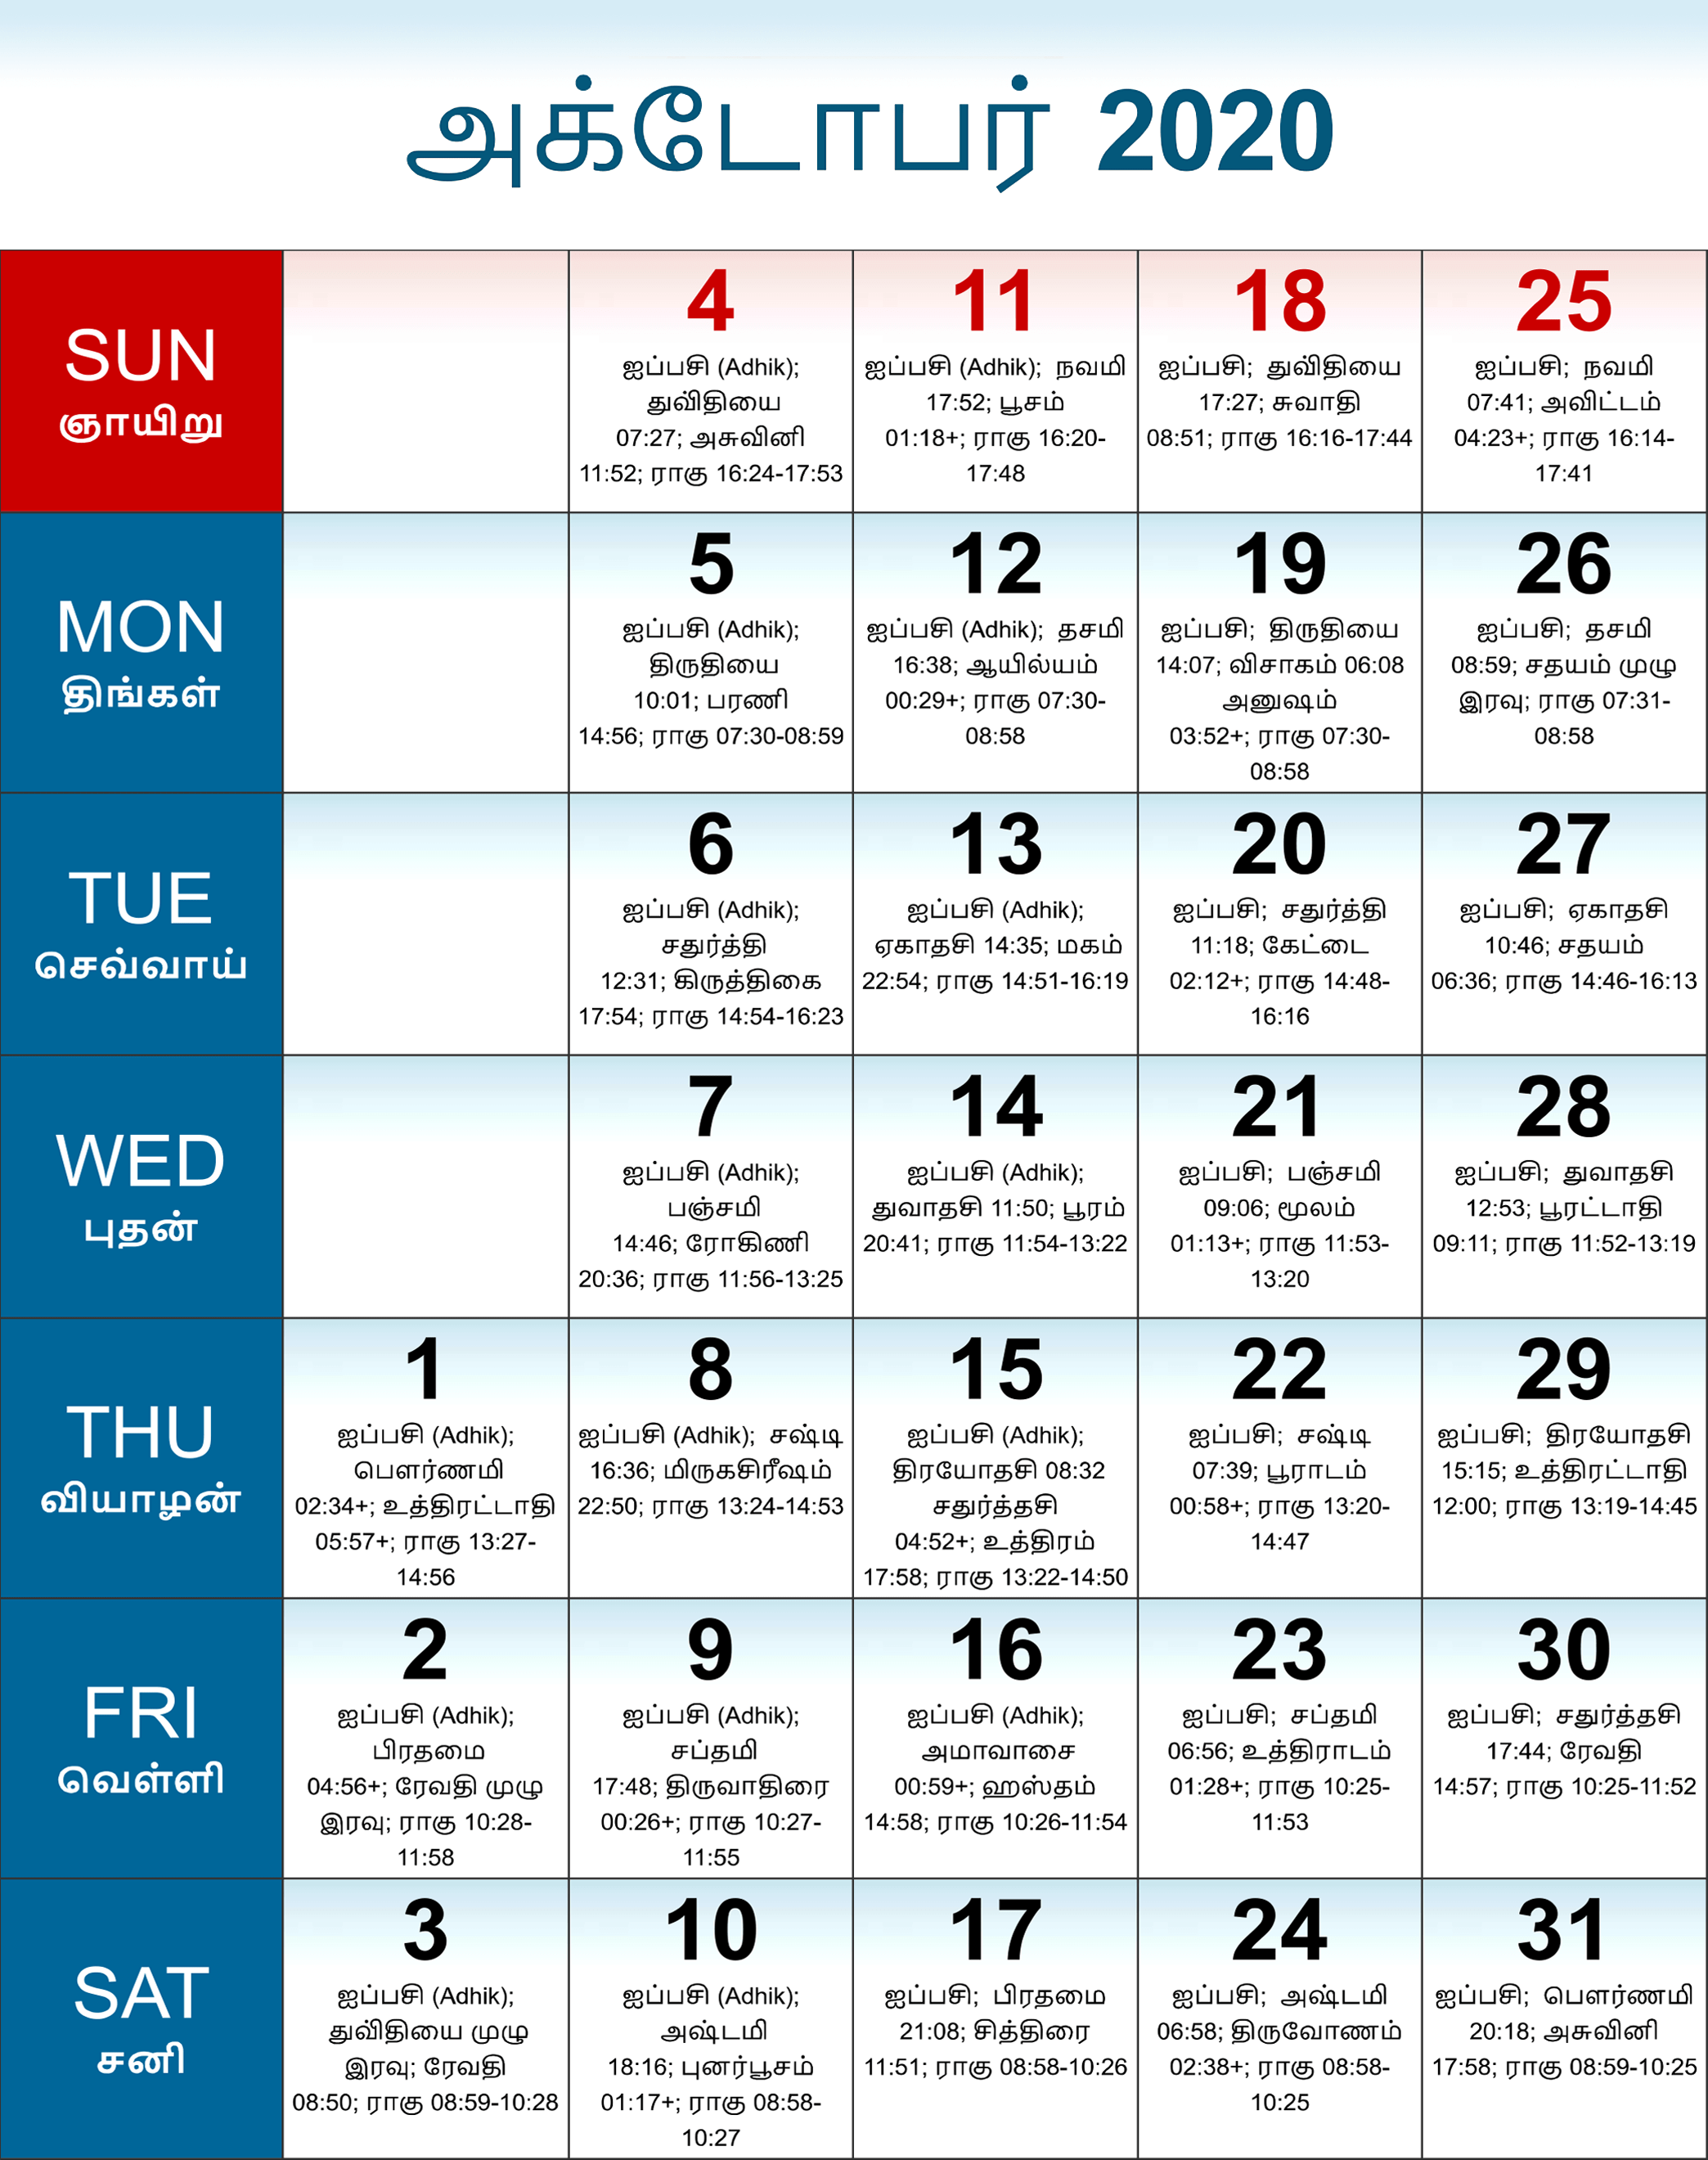 அக்டோபர் 2020
SUN
ஞாயிறு
4
ஐப்பசி (Adhik);
துவிதியை
07:27; அசுவினி
11:52; ராகு 16:24-17:53
11
ஐப்பசி (Adhik); நவமி
17:52; பூசம்
01:18+; ராகு 16:20-
17:48
18
ஐப்பசி; துவிதியை
17:27; சுவாதி
08:51; ராகு 16:16-17:44
25
ஐப்பசி; நவமி
07:41; அவிட்டம்
04:23+; ராகு 16:14-
17:41
MON
திங்கள்
5
ஐப்பசி (Adhik);
திருதியை
10:01; பரணி
14:56; ராகு 07:30-08:59
12
ஐப்பசி (Adhik); தசமி
16:38; ஆயில்யம்
00:29+; ராகு 07:30-
08:58
19
ஐப்பசி; திருதியை
14:07; விசாகம் 06:08
அனுஷம்
03:52+; ராகு 07:30-
08:58
26
ஐப்பசி; தசமி
08:59; சதயம் முழு
இரவு; ராகு 07:31-
08:58
TUE
செவ்வாய்
6
ஐப்பசி (Adhik);
சதுர்த்தி
12:31; கிருத்திகை
17:54; ராகு 14:54-16:23
13
ஐப்பசி (Adhik);
ஏகாதசி 14:35; மகம்
22:54; ராகு 14:51-16:19
20
ஐப்பசி; சதுர்த்தி
11:18; கேட்டை
02:12+; ராகு 14:48-
16:16
27
ஐப்பசி; ஏகாதசி
10:46; சதயம்
06:36; ராகு 14:46-16:13
WED
புதன்
7
ஐப்பசி (Adhik);
பஞ்சமி
14:46; ரோகிணி
20:36; ராகு 11:56-13:25
14
ஐப்பசி (Adhik);
துவாதசி 11:50; பூரம்
20:41; ராகு 11:54-13:22
21
ஐப்பசி; பஞ்சமி
09:06; மூலம்
01:13+; ராகு 11:53-
13:20
28
ஐப்பசி; துவாதசி
12:53; பூரட்டாதி
09:11; ராகு 11:52-13:19
THU
வியாழன்
1
ஐப்பசி (Adhik);
பௌர்ணமி
02:34+; உத்திரட்டாதி
05:57+; ராகு 13:27-
14:56
8
ஐப்பசி (Adhik); சஷ்டி
16:36; மிருகசிரீஷம்
22:50; ராகு 13:24-14:53
15
ஐப்பசி (Adhik);
திரயோதசி 08:32
சதுர்த்தசி
04:52+; உத்திரம்
17:58; ராகு 13:22-14:50
22
ஐப்பசி; சஷ்டி
07:39; பூராடம்
00:58+; ராகு 13:20-
14:47
29
ஐப்பசி; திரயோதசி
15:15; உத்திரட்டாதி
12:00; ராகு 13:19-14:45
FRI
வெள்ளி
2
ஐப்பசி (Adhik);
பிரதமை
04:56+; ரேவதி முழு
இரவு; ராகு 10:28-
11:58
9
ஐப்பசி (Adhik);
சப்தமி
17:48; திருவாதிரை
00:26+; ராகு 10:27-
11:55
16
ஐப்பசி (Adhik);
அமாவாசை
00:59+; ஹஸ்தம்
14:58; ராகு 10:26-11:54
23
ஐப்பசி; சப்தமி
06:56; உத்திராடம்
01:28+; ராகு 10:25-
11:53
30
ஐப்பசி; சதுர்த்தசி
17:44; ரேவதி
14:57; ராகு 10:25-11:52
SAT
சனி
3
ஐப்பசி (Adhik);
துவிதியை முழு
இரவு; ரேவதி
08:50; ராகு 08:59-10:28
10
ஐப்பசி (Adhik);
அஷ்டமி
18:16; புனர்பூசம்
01:17+; ராகு 08:58-
10:27
17
ஐப்பசி; பிரதமை
21:08; சித்திரை
11:51; ராகு 08:58-10:26
24
ஐப்பசி; அஷ்டமி
06:58; திருவோணம்
02:38+; ராகு 08:58-
10:25
31
ஐப்பசி; பௌர்ணமி
20:18; அசுவினி
17:58; ராகு 08:59-10:25